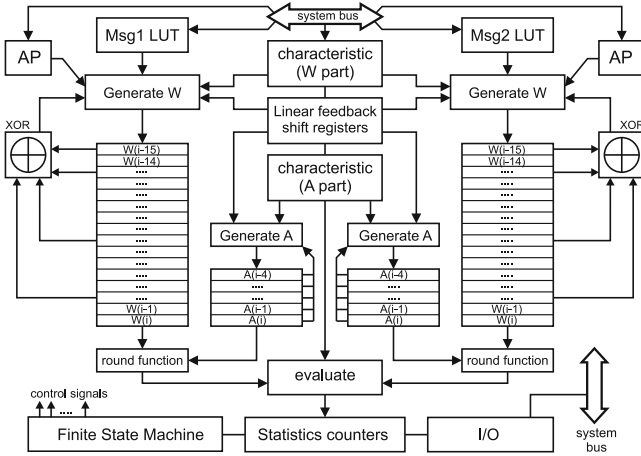 system bus
Msg1 LUT
Msg2 LUT
AP
characteristic
(W part)
AP
Generate W
Generate W
XOR
Linear feedback
shift registers
XOR
W(i-15)
W(i-14)
....
....
....
....
....
....
....
....
....
....
....
....
W(i-1)
W(i)
characteristic
(A part)
W(i-15)
W(i-14)
....
....
....
....
....
....
....
....
....
....
....
....
W(i-1)
W(i)
Generate A
Generate A
A(i-4)
....
....
A(i-1)
A(i)
A(i-4)
....
....
A(i-1)
A(i)
round function
round function
evaluate
control signals
....
Finite State Machine
Statistics counters
I/O
system
bus